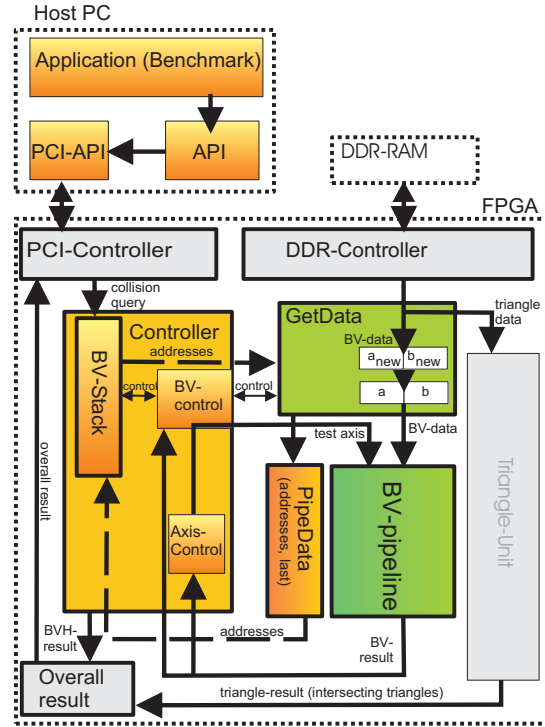 Host PC
Application (Benchmark)
PCI-API
API
DDR-RAM
FPGA
PCI-Controller
DDR-Controller
collision
query
triangle
data
Controller
GetData
BV-Stack
addresses
BV-data
a new
b new
a
b
control
BV-
control
control
test axis
BV-data
overall result
PipeData
(addresses, last)
BV-pipeline
Triangle-Unit
Axis-
Control
BVH-
result
addresses
BV-
result
Overall
result
triangle-result (intersecting triangles)